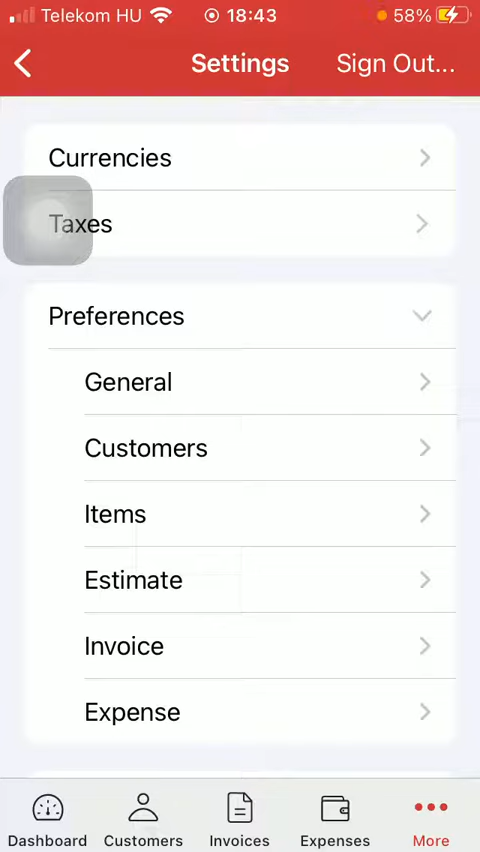 Telekom HU 18:43 58%
Settings Sign Out...
Currencies
Taxes
Preferences
General
Customers
Items
Estimate
Invoice
Expense
Dashboard Customers Invoices Expenses More